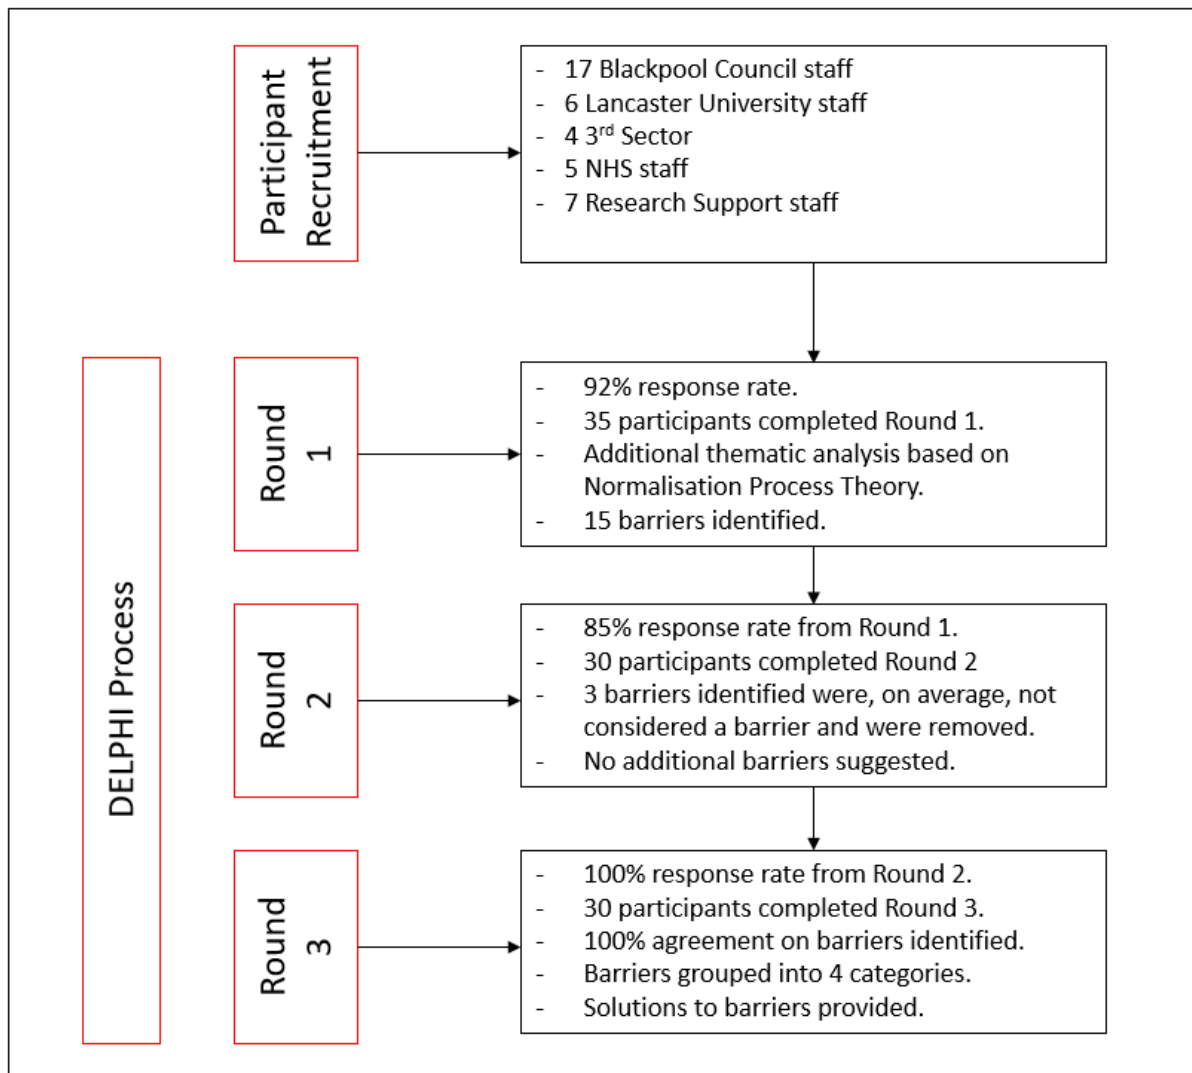 Participant
Recruitment
- 17 Blackpool Council staff
- 6 Lancaster University staff
- 4 3rd Sector
- 5 NHS staff
- 7 Research Support staff
DELPHI Process
Round
1
- 92% response rate.
- 35 participants completed Round 1.
- Additional thematic analysis based on
Normalisation Process Theory.
- 15 barriers identified.
Round
2
- 85% response rate from Round 1.
- 30 participants completed Round 2
- 3 barriers identified were, on average, not
considered a barrier and were removed.
- No additional barriers suggested.
Round
3
- 100% response rate from Round 2.
- 30 participants completed Round 3.
- 100% agreement on barriers identified.
- Barriers grouped into 4 categories.
- Solutions to barriers provided.